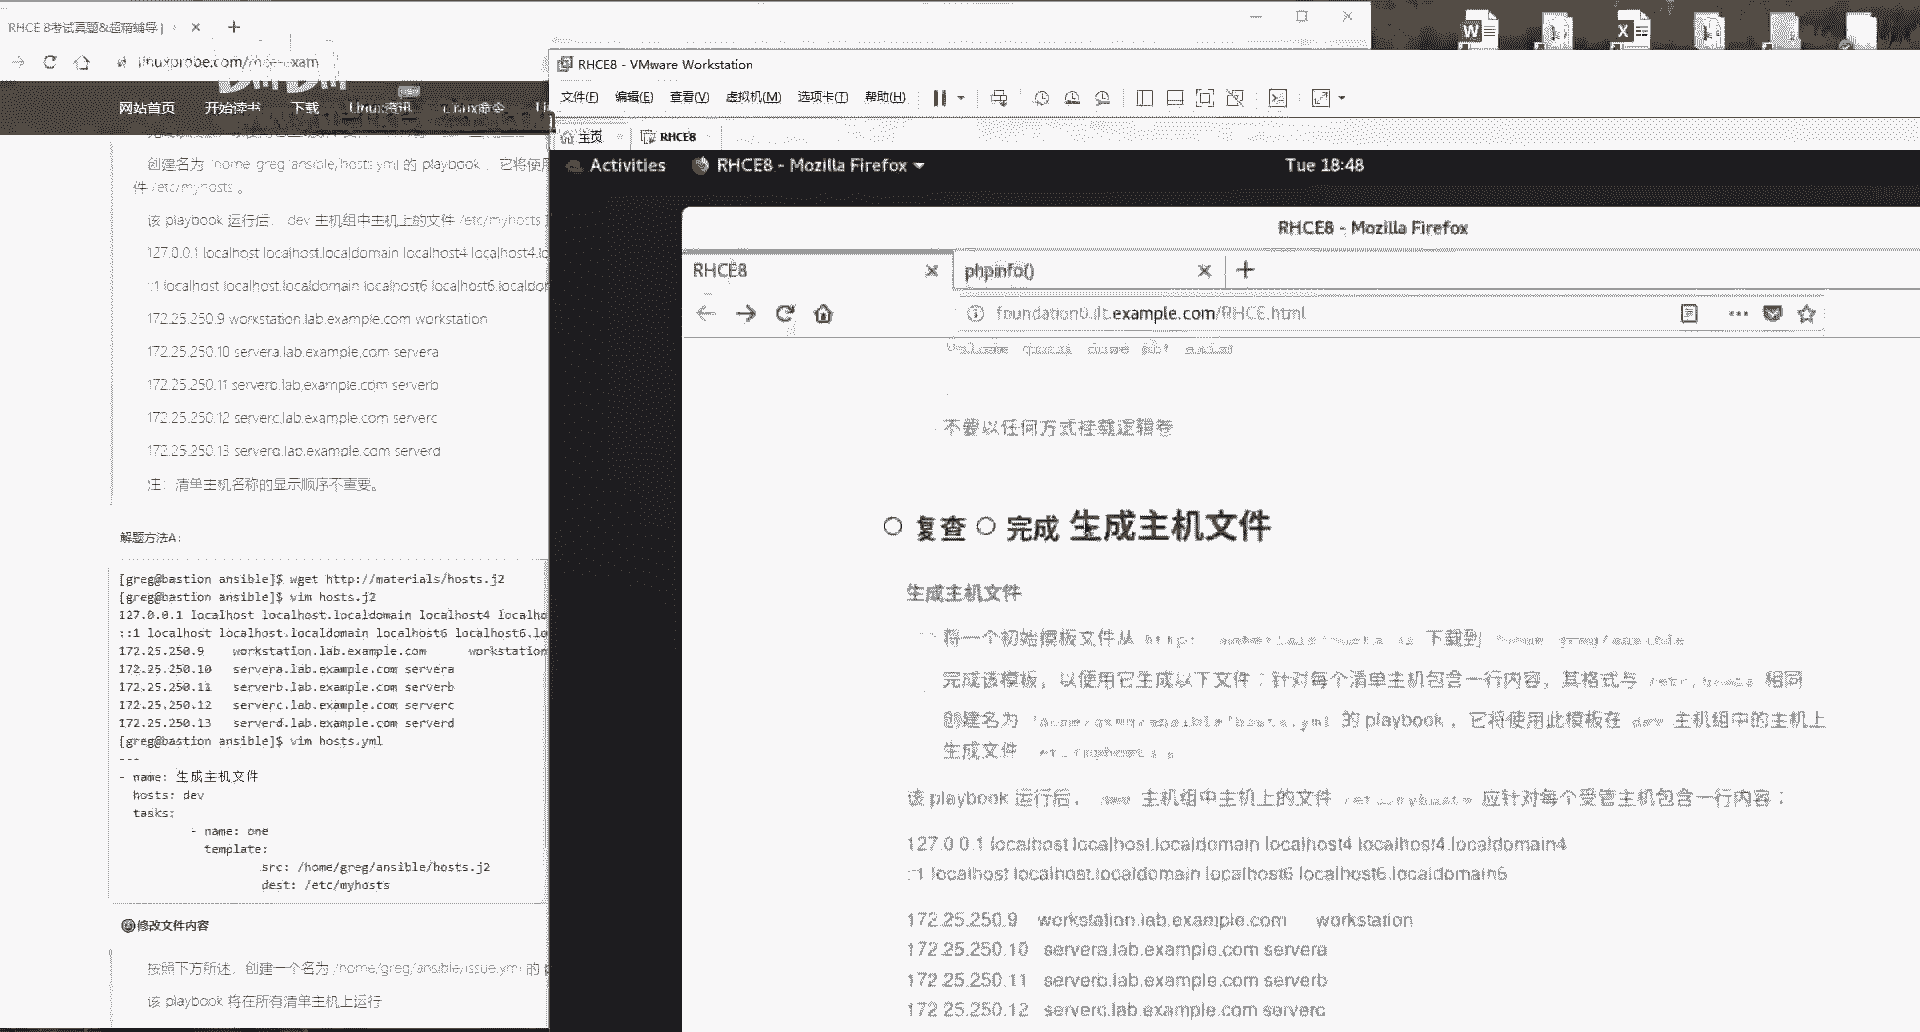 RHCE 8考试真题&超精辅导
linuxprobe.com/
网站首页 开始读书 下载 Linux资讯 Linux命令
创建名为 /home/greg/ansible/hosts.yml 的 playbook ，它将使用
件 /etc/myhosts 。
该 playbook 运行后， dev 主机组中主机上的文件 /etc/myhosts
127.0.0.1 localhost localhost.localdomain localhost4 localhost4.lo
::1 localhost localhost.localdomain localhost6 localhost6.localdo
172.25.250.9 workstation.lab.example.com workstation
172.25.250.10 servera.lab.example.com servera
172.25.250.11 serverb.lab.example.com serverb
172.25.250.12 serverc.lab.example.com serverc
172.25.250.13 serverd.lab.example.com serverd
注：清单主机名称的显示顺序不重要。
解题方法A：
[greg@bastion ansible]$ wget http://materials/hosts.j2
[greg@bastion ansible]$ vim hosts.j2
127.0.0.1 localhost localhost.localdomain localhost4 localho
::1 localhost localhost.localdomain localhost6 localhost6.lo
172.25.250.9 workstation.lab.example.com workstation
172.25.250.10 servera.lab.example.com servera
172.25.250.11 serverb.lab.example.com serverb
172.25.250.12 serverc.lab.example.com serverc
172.25.250.13 serverd.lab.example.com serverd
[greg@bastion ansible]$ vim hosts.yml
---
- name: 生成主机文件
hosts: dev
tasks:
- name: one
template:
src: /home/greg/ansible/hosts.j2
dest: /etc/myhosts
修改文件内容
按照下方所述，创建一个名为 /home/greg/ansible/issue.yml 的
该 playbook 将在所有清单主机上运行
RHCE8 - VMware Workstation
文件(F) 编辑(E) 查看(V) 虚拟机(M) 选项卡(T) 帮助(H)
主页 RHCE8
Activities RHCE8 - Mozilla Firefox Tue 18:48
RHCE8 - Mozilla Firefox
RHCE8 phpinfo()
foundation0.ilt.example.com/RHCE.html
不要以任何方式挂载逻辑卷
复查 完成 生成主机文件
生成主机文件
将一个初始模板文件从 下载到 /home/greg/ansible
完成该模板，以使用它生成以下文件：针对每个清单主机包含一行内容，其格式与 /etc/hosts 相同
创建名为 /home/greg/ansible/hosts.yml 的 playbook ，它将使用此模板在 dev 主机组中的主机上
生成文件 /etc/myhosts 。
该 playbook 运行后， dev 主机组中主机上的文件 /etc/myhosts 应针对每个受管主机包含一行内容：
127.0.0.1 localhost localhost.localdomain localhost4 localhost4.localdomain4
::1 localhost localhost.localdomain localhost6 localhost6.localdomain6
172.25.250.9 workstation.lab.example.com workstation
172.25.250.10 servera.lab.example.com servera
172.25.250.11 serverb.lab.example.com serverb
172.25.250.12 serverc.lab.example.com serverc